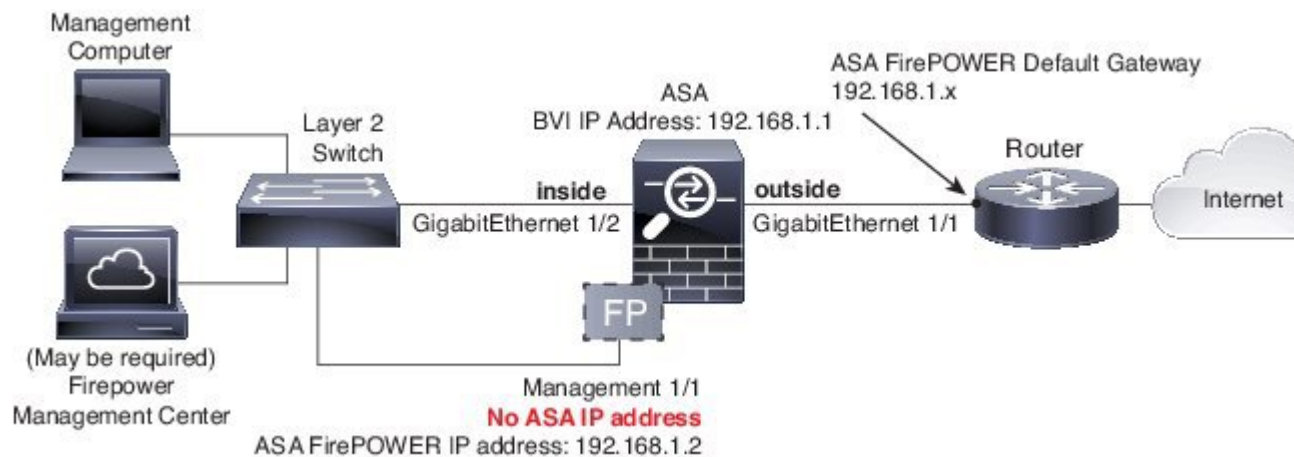 Management
Computer
Layer 2
Switch
ASA
BVI IP Address: 192.168.1.1
ASA FirePOWER Default Gateway
192.168.1.x
Router
Internet
inside
GigabitEthernet 1/2
outside
GigabitEthernet 1/1
FP
(May be required)
Firepower
Management Center
Management 1/1
No ASA IP address
ASA FirePOWER IP address: 192.168.1.2